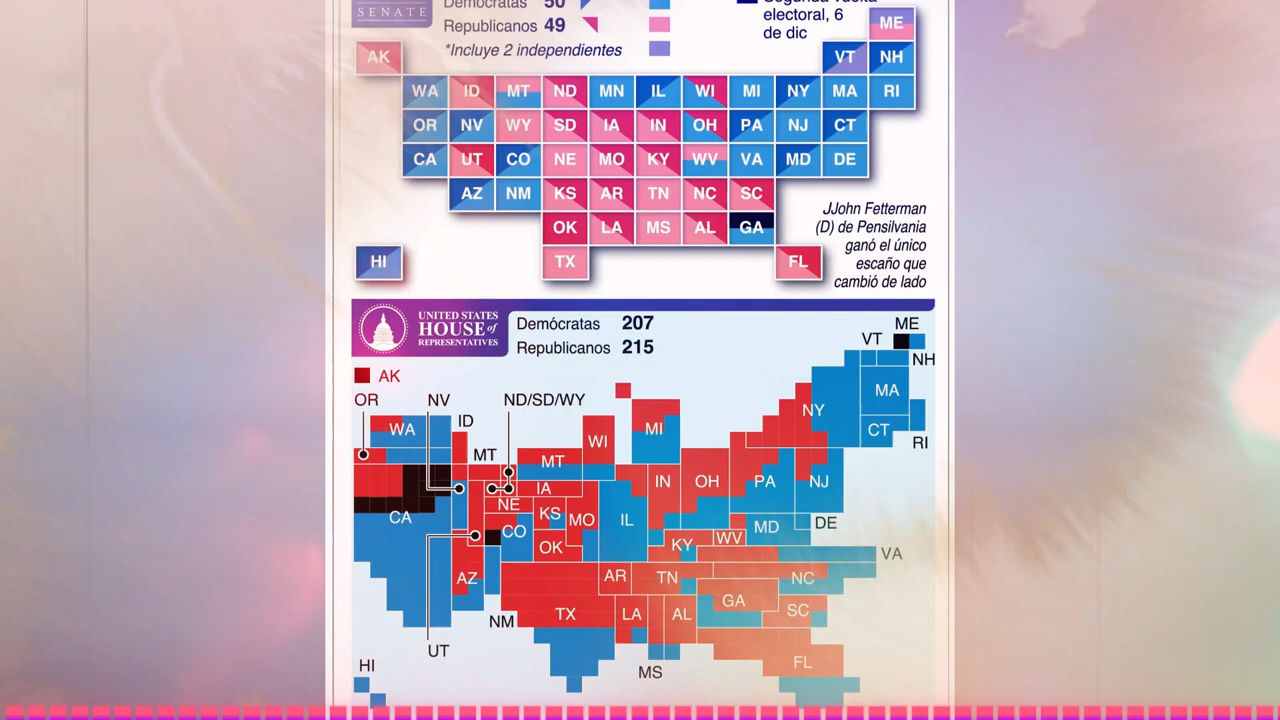 SENATE
Demócratas 50
Republicanos 49
*Incluye 2 independientes
Segunda vuelta
electoral, 6
de dic
ME
AK VT NH
WA ID MT ND MN IL WI MI NY MA RI
OR NV WY SD IA IN OH PA NJ CT
CA UT CO NE MO KY WV VA MD DE
AZ NM KS AR TN NC SC
OK LA MS AL GA
HI TX FL
JJohn Fetterman
(D) de Pensilvania
ganó el único
escaño que
cambió de lado
UNITED STATES
HOUSE of
REPRESENTATIVES
Demócratas 207
Republicanos 215
ME
VT
NH
AK
OR NV ND/SD/WY
MA
NY
ID
WA MI CT
WI RI
MT
MT
IN OH PA NJ
IA
NE
KS
CA MO IL DE
CO MD
OK KY WV
VA
AZ AR TN NC
GA
TX LA AL SC
NM
UT
FL
HI MS